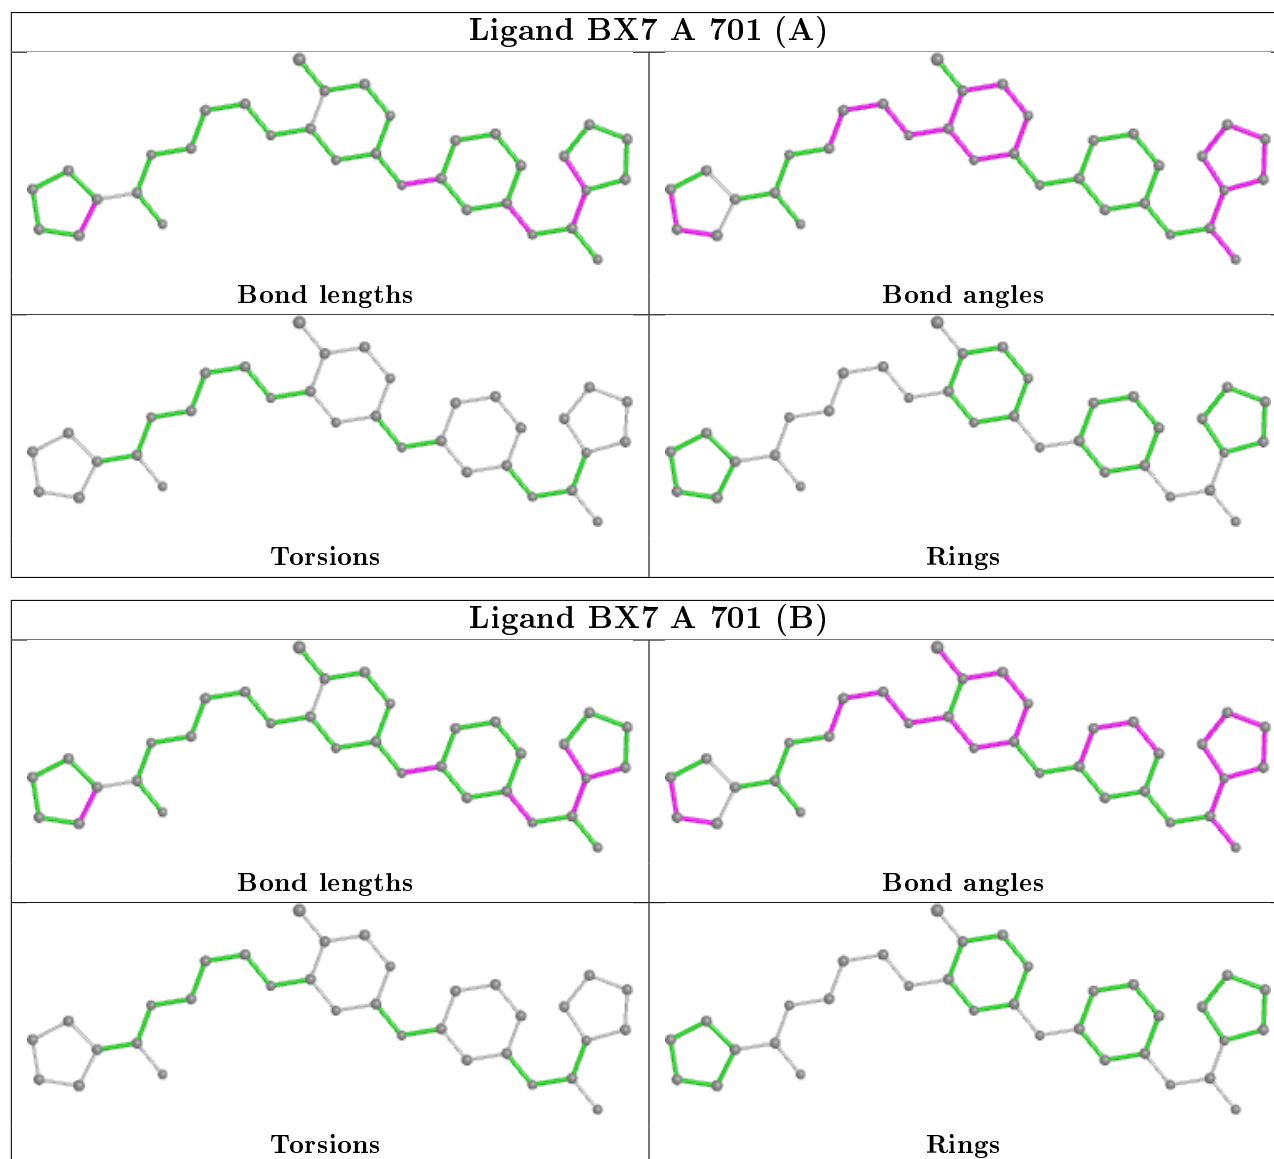 Ligand BX7 A 701 (A)
Bond lengths
Bond angles
Torsions
Rings
Ligand BX7 A 701 (B)
Bond lengths
Bond angles
Torsions
Rings